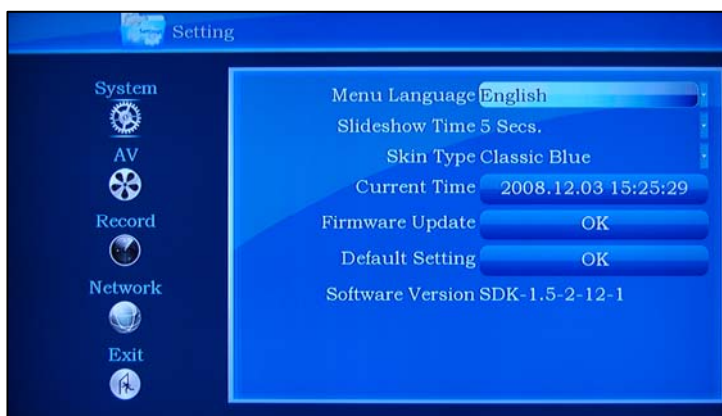 Setting
System
AV
Record
Network
Exit
Menu Language English
Slideshow Time 5 Secs.
Skin Type Classic Blue
Current Time 2008.12.03 15:25:29
Firmware Update OK
Default Setting OK
Software Version SDK-1.5-2-12-1